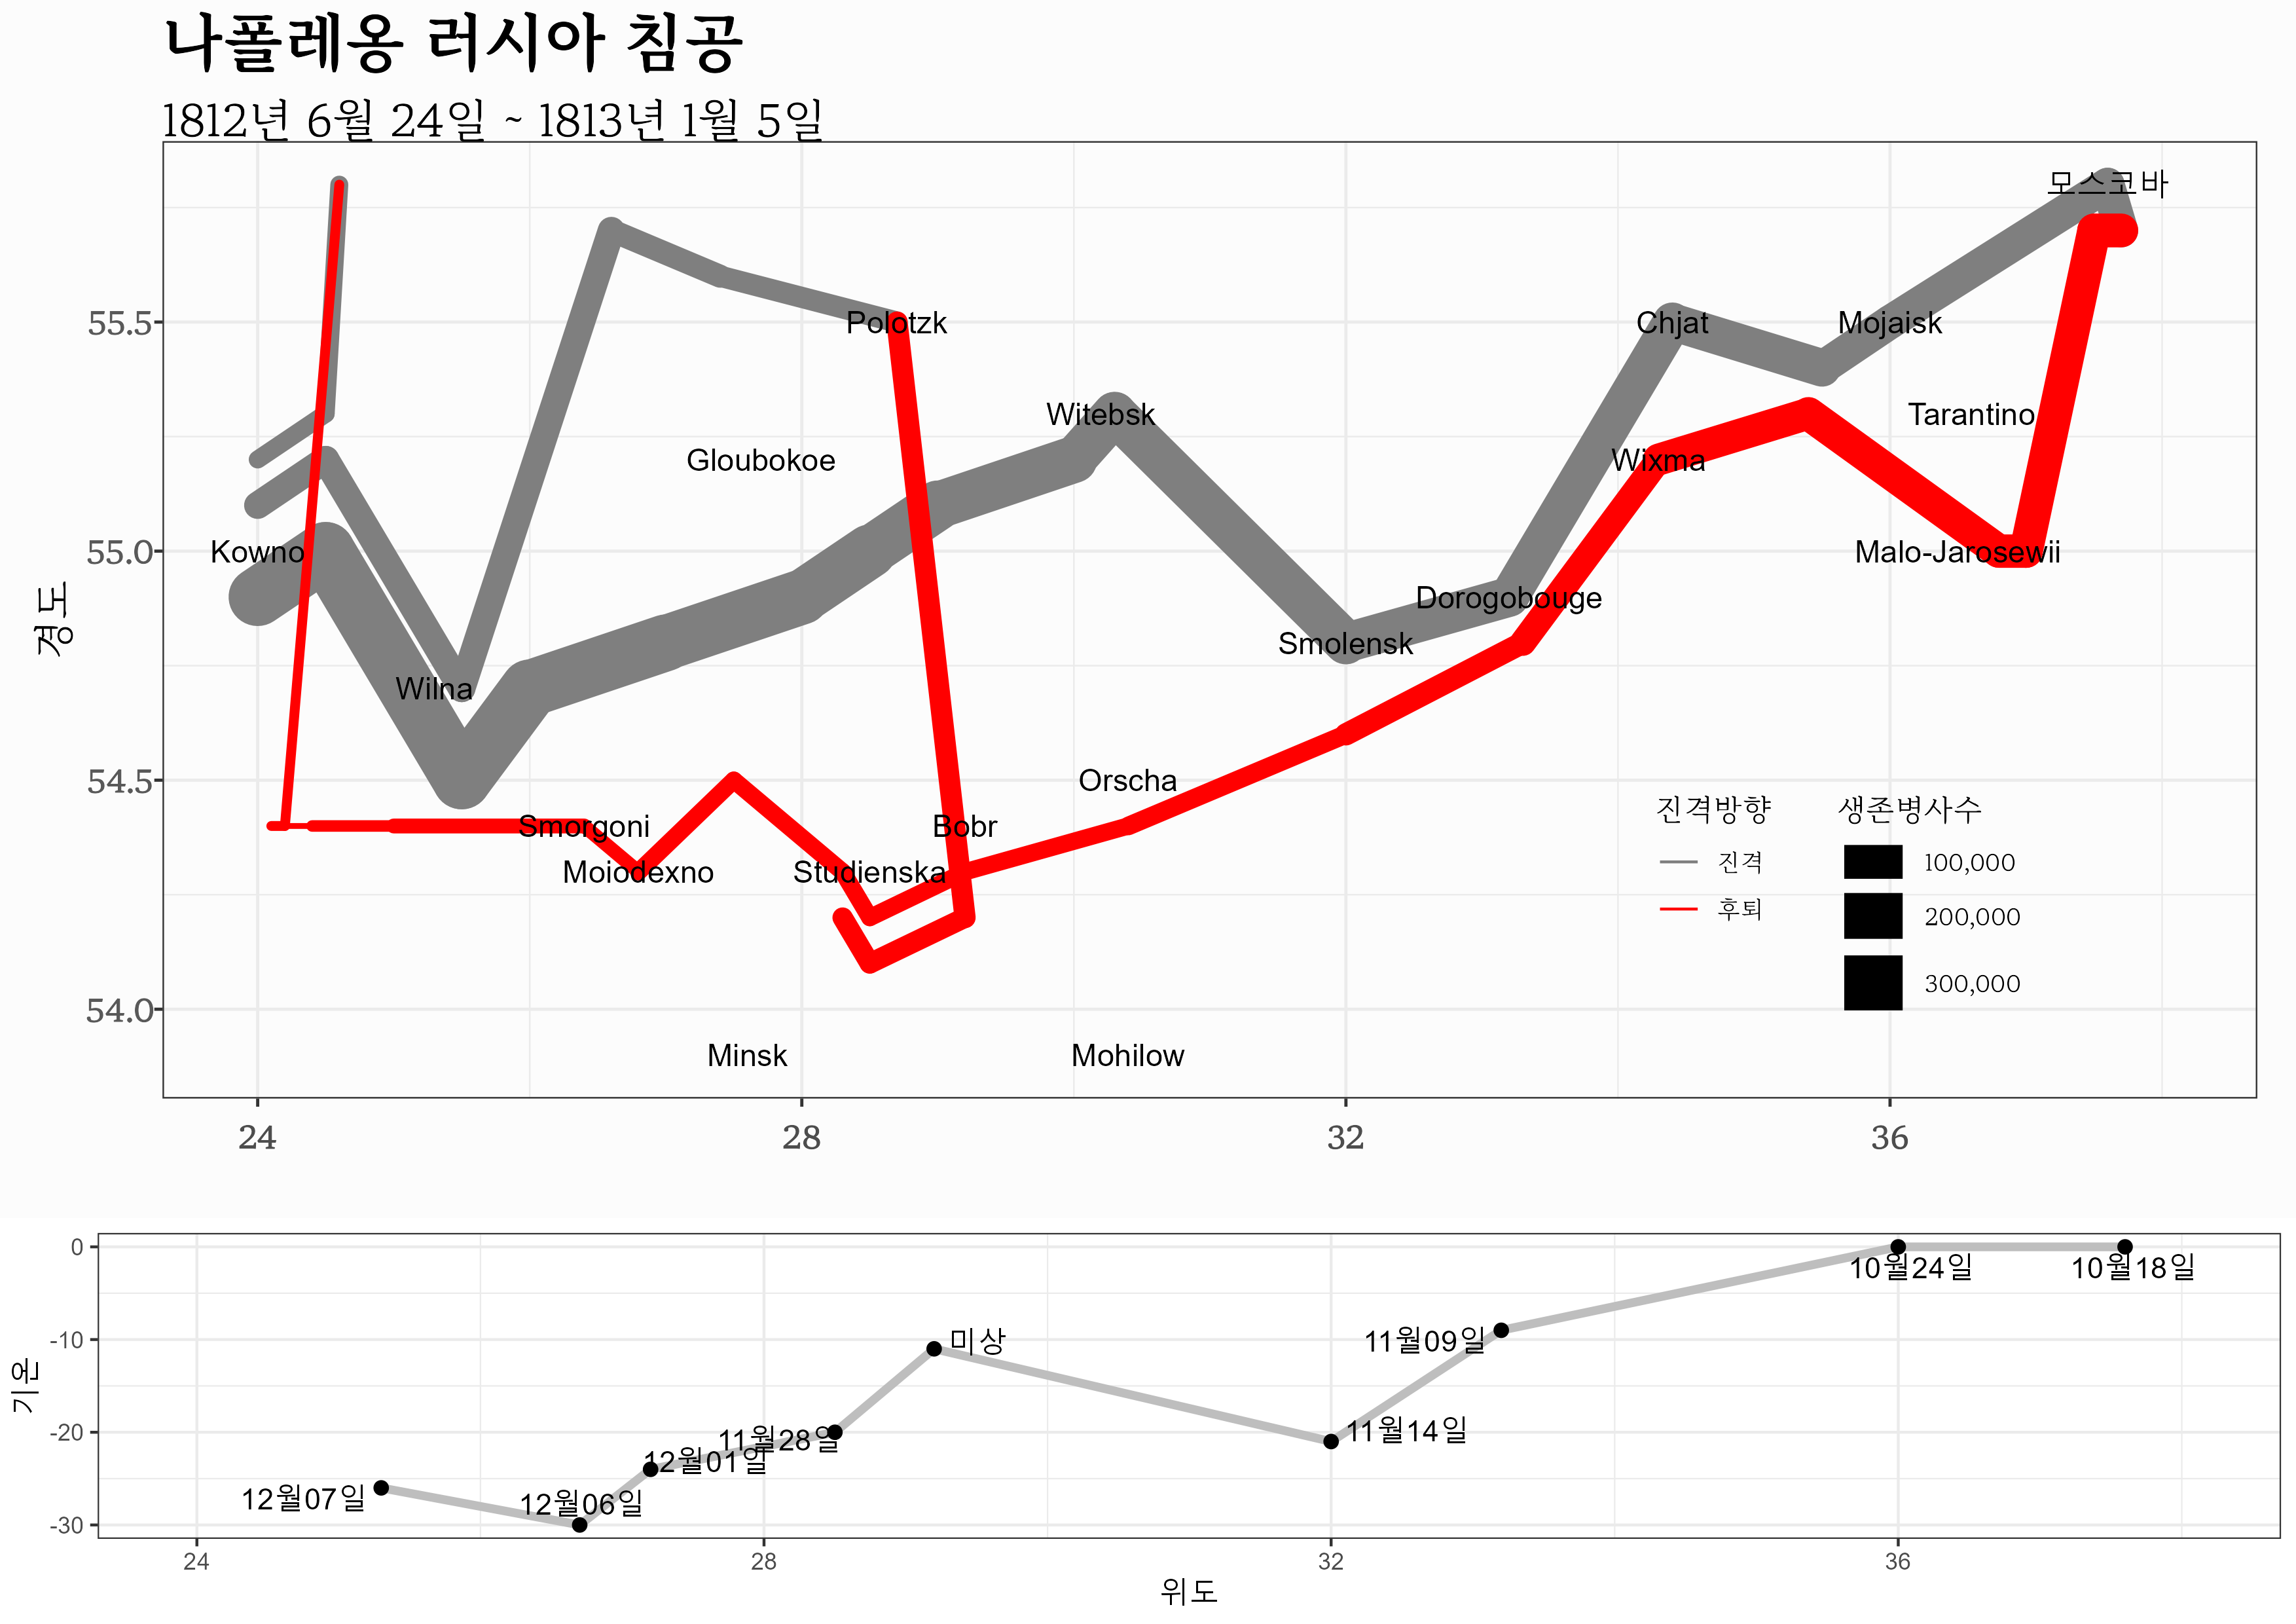 나폴레옹 러시아 침공
1812년 6월 24일 ~ 1813년 1월 5일
모스코바
55.5
Polotzk
Chjat
Mojaisk
Witebsk
Tarantino
Gloubokoe
Wixma
55.0
Kowno
Malo-Jarosewii
경도
Dorogobouge
Smolensk
Wilna
54.5
Orscha
진격방향
생존병사수
Smorgoni
Bobr
진격
100,000
Moiodexno
Studienska
후퇴
200,000
300,000
54.0
Minsk
Mohilow
24
28
32
36
0
10월24일
10월18일
-10
미상
11월09일
기온
-20
11월28일
11월14일
12월01일
12월07일
12월06일
-30
24
28
32
36
위도